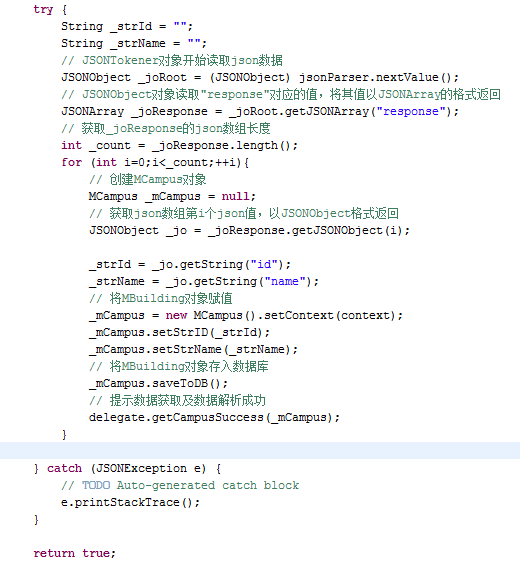 try {
String _strId = "";
String _strName = "";
// JSONTokener对象开始读取json数据
JSONObject _joRoot = (JSONObject) jsonParser.nextValue();
// JSONObject对象读取"response"对应的值，将其值以JSONArray的格式返回
JSONArray _joResponse = _joRoot.getJSONArray("response");
// 获取_joResponse的json数组长度
int _count = _joResponse.length();
for (int i=0;i<_count;++i){
// 创建MCampus对象
MCampus _mCampus = null;
// 获取json数组第i个json值，以JSONObject格式返回
JSONObject _jo = _joResponse.getJSONObject(i);
_strId = _jo.getString("id");
_strName = _jo.getString("name");
// 将MBuilding对象赋值
_mCampus = new MCampus().setContext(context);
_mCampus.setStrID(_strId);
_mCampus.setStrName(_strName);
// 将MBuilding对象存入数据库
_mCampus.saveToDB();
// 提示数据获取及数据解析成功
delegate.getCampusSuccess(_mCampus);
}
} catch (JSONException e) {
// TODO Auto-generated catch block
e.printStackTrace();
}
return true;